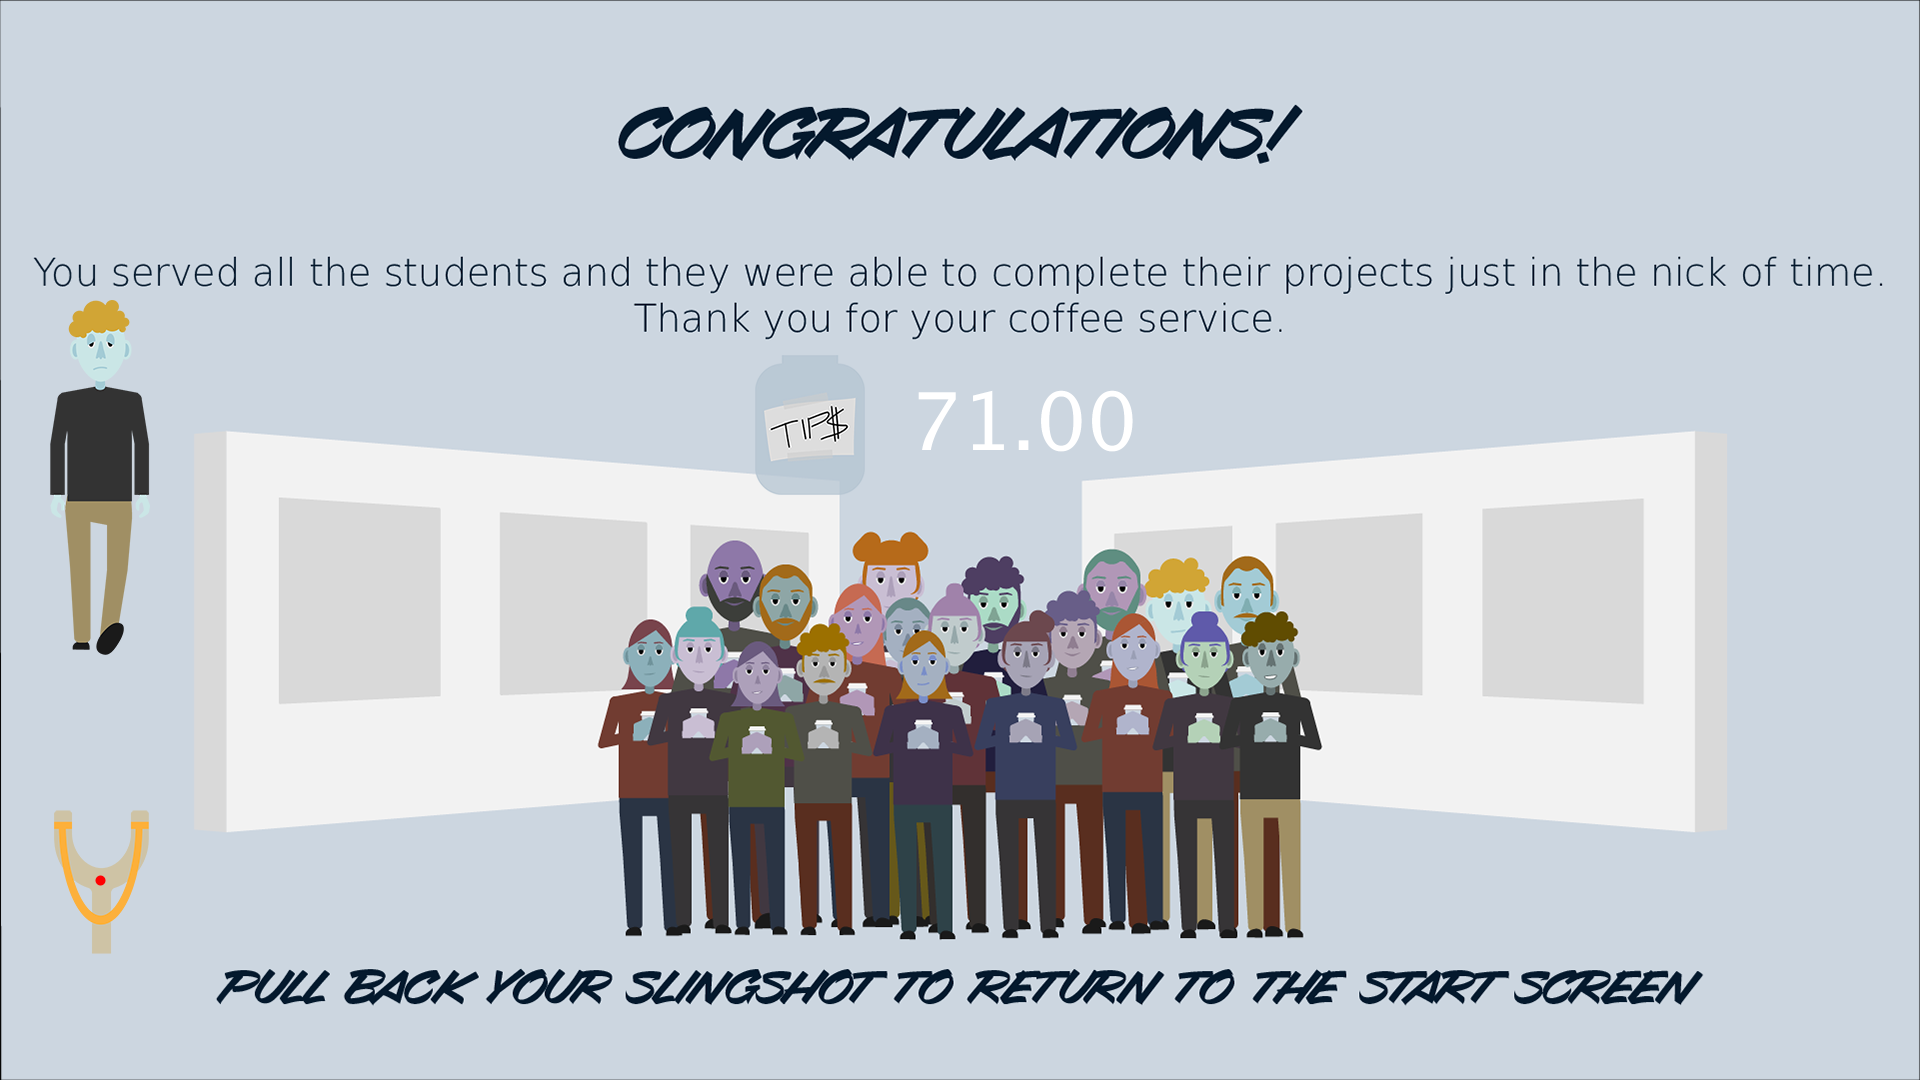 CONGRATULATIONS!
You served all the students and they were able to complete their projects just in the nick of time.
Thank you for your coffee service.
TIP$
71.00
PULL BACK YOUR SLINGSHOT TO RETURN TO THE START SCREEN